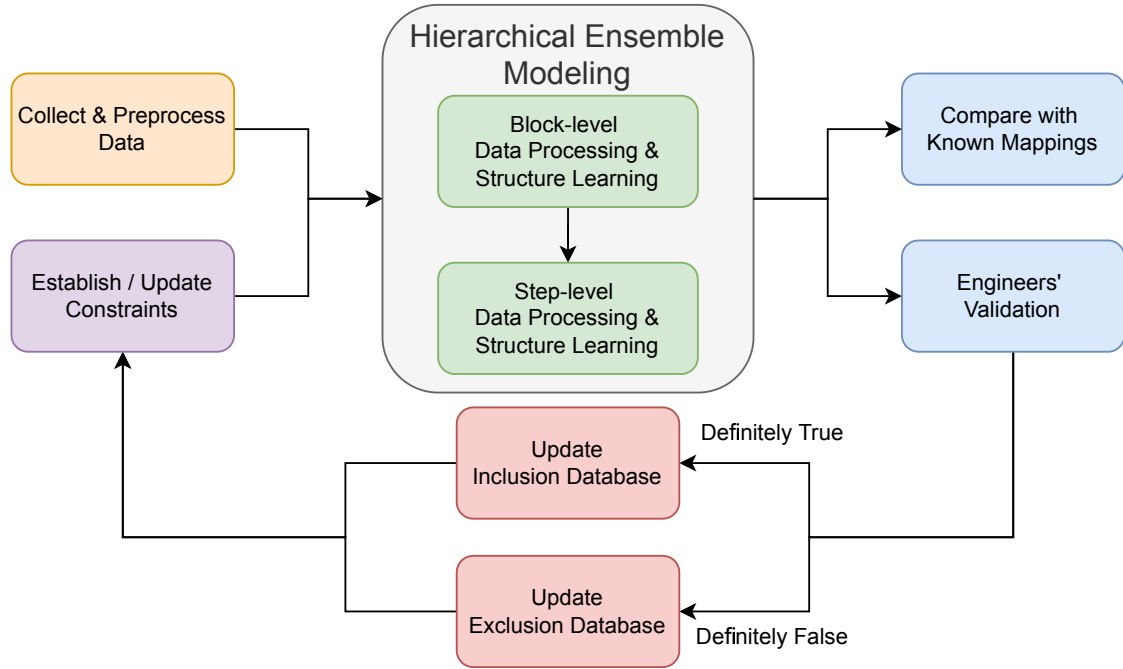 Hierarchical Ensemble
Modeling
Collect & Preprocess
Data
Block-level
Data Processing &
Structure Learning
Compare with
Known Mappings
Establish / Update
Constraints
Step-level
Data Processing &
Structure Learning
Engineers'
Validation
Update
Inclusion Database
Definitely True
Update
Exclusion Database
Definitely False